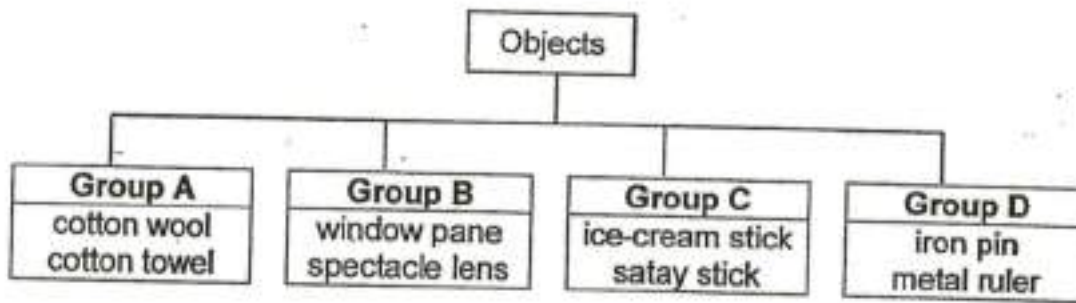 Objects
Group A
cotton wool
cotton towel
Group B
window pane
spectacle lens
Group C
ice-cream stick
satay stick
Group D
iron pin
metal ruler